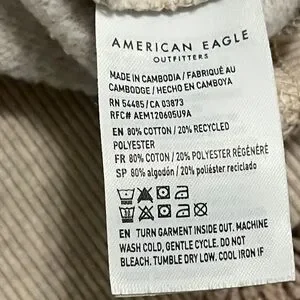 AMERICAN EAGLE
OUTFITTERS
MADE IN CAMBODIA / FABRIQUÉ AU
CAMBODGE / HECHO EN CAMBOYA
RN 54485 / CA 03873
RFC# AEM120605U9A
EN 80% COTTON / 20% RECYCLED
POLYESTER
FR 80% COTON / 20% POLYESTER RÉGÉNÉRÉ
SP 80% algodón / 20% poliéster reciclado
EN TURN GARMENT INSIDE OUT. MACHINE
WASH COLD, GENTLE CYCLE. DO NOT
BLEACH. TUMBLE DRY LOW. COOL IRON IF